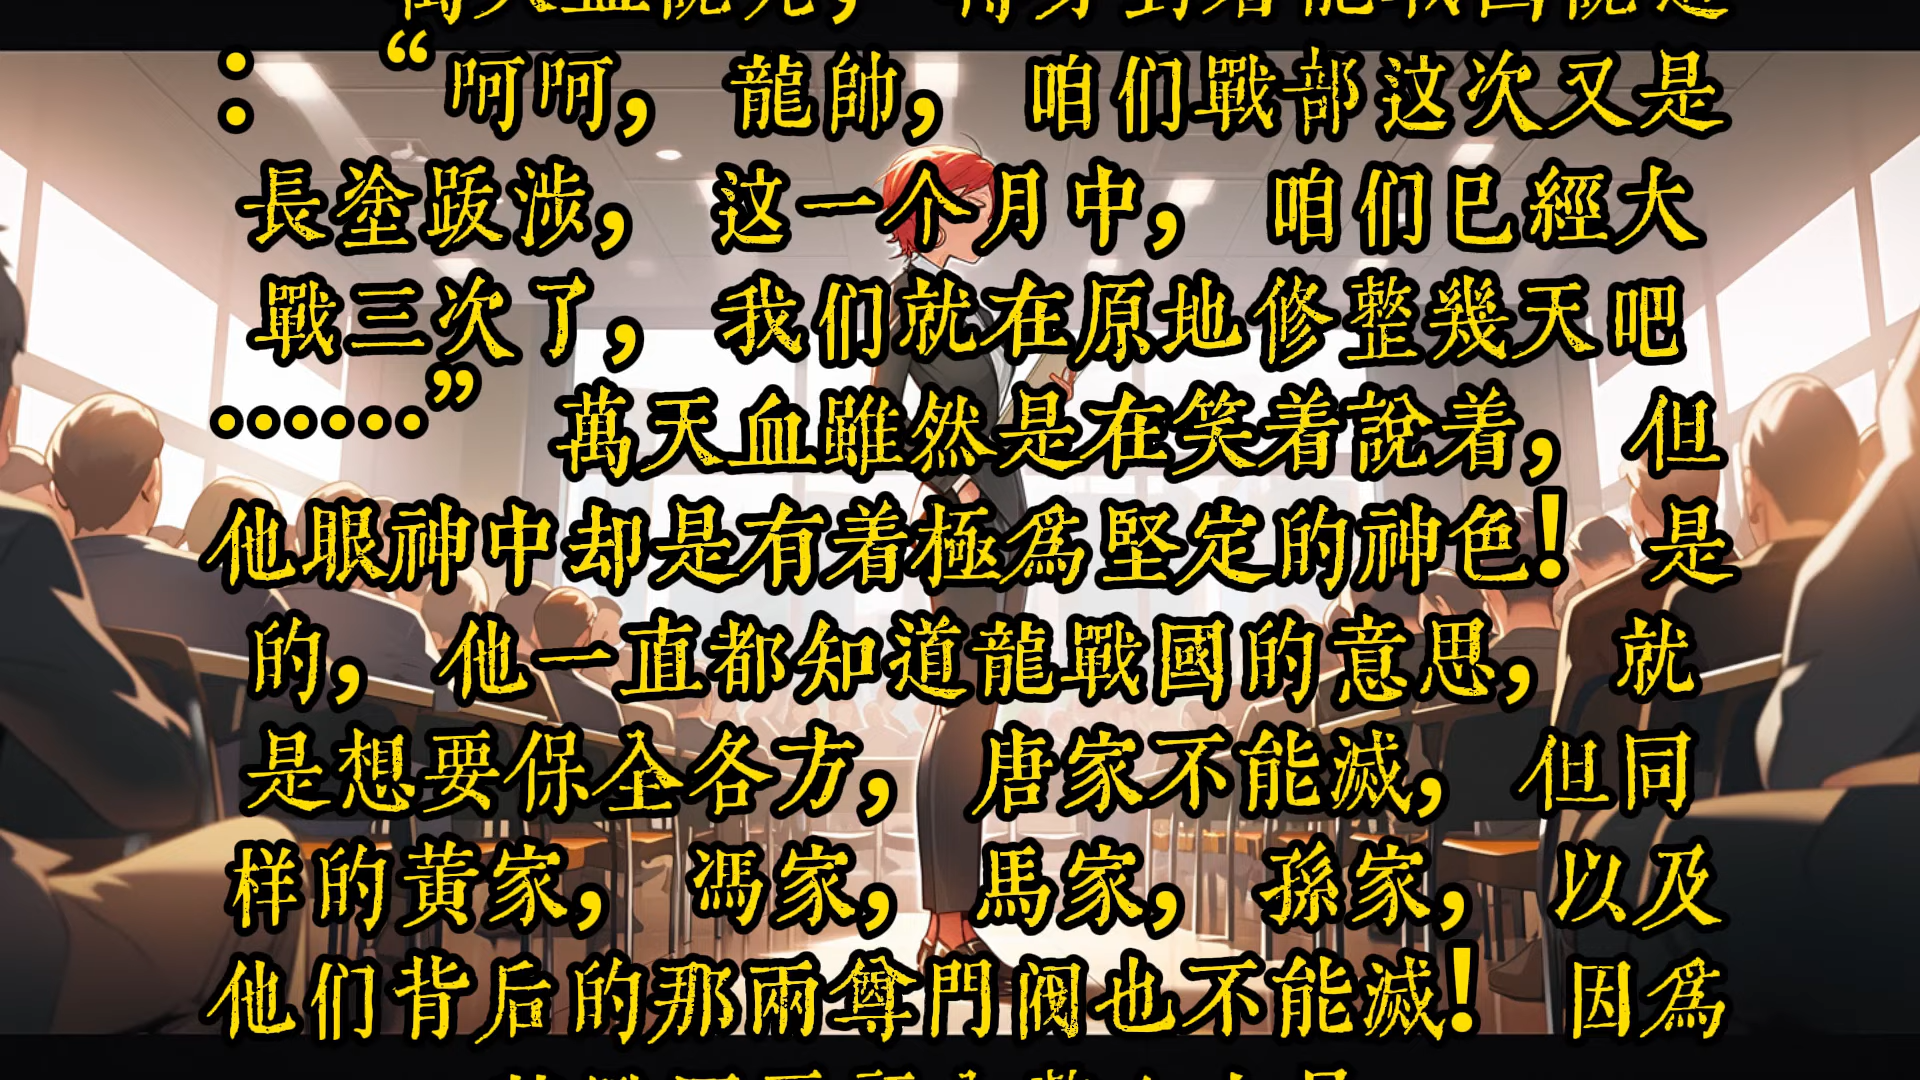 ：“呵呵，龍帥，咱们戰部这次又是
長塗跋涉，这一个月中，咱们已經大
戰三次了，我们就在原地修整幾天吧
……”萬天血雖然是在笑着說着，但
他眼神中却是有着極爲堅定的神色！是
的，他一直都知道龍戰國的意思，就
是想要保全各方，唐家不能滅，但同
样的黄家，馮家，馬家，孫家，以及
他们背后的那兩尊門阀也不能滅！因爲